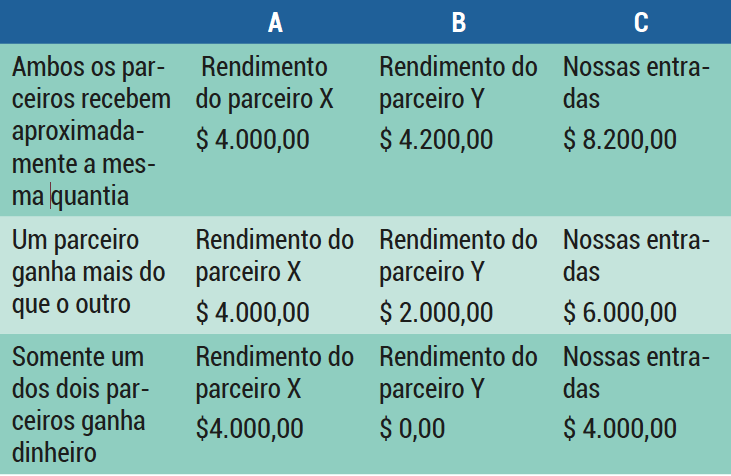 A B C
Ambos os par-
ceiros recebem
aproximada-
mente a mes-
ma quantia
Rendimento
do parceiro X
$ 4.000,00
Rendimento do
parceiro Y
$ 4.200,00
Nossas entra-
das
$ 8.200,00
Um parceiro
ganha mais do
que o outro
Rendimento do
parceiro X
$ 4.000,00
Rendimento do
parceiro Y
$ 2.000,00
Nossas entra-
das
$ 6.000,00
Somente um
dos dois par-
ceiros ganha
dinheiro
Rendimento do
parceiro X
$4.000,00
Rendimento do
parceiro Y
$ 0,00
Nossas entra-
das
$ 4.000,00